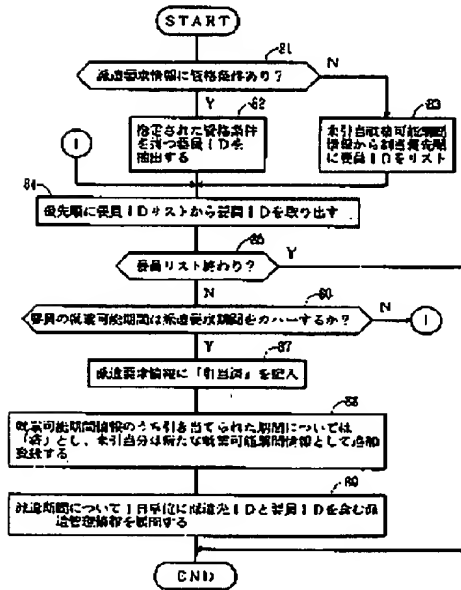 START
81
派遣要求情報に資格条件あり?
N
Y
82
指定された資格条件
を持つ要員IDを
抽出する
83
未引当就業可能期間
情報から割当優先順
に要員IDをリスト
1
84
優先順に要員IDリストから要員IDを取り出す
85
要員リスト終わり?
Y
N
86
要員の就業可能期間は派遣要求期間をカバーするか?
N
1
Y
87
派遣要求情報に「引当済」を記入
88
就業可能期間情報のうち引き当てられた期間については
「済」とし、未引当分は新たな就業可能期間情報として追加
登録する
89
派遣期間について1日単位に派遣先IDと要員IDを含む派
遣管理情報を展開する
END